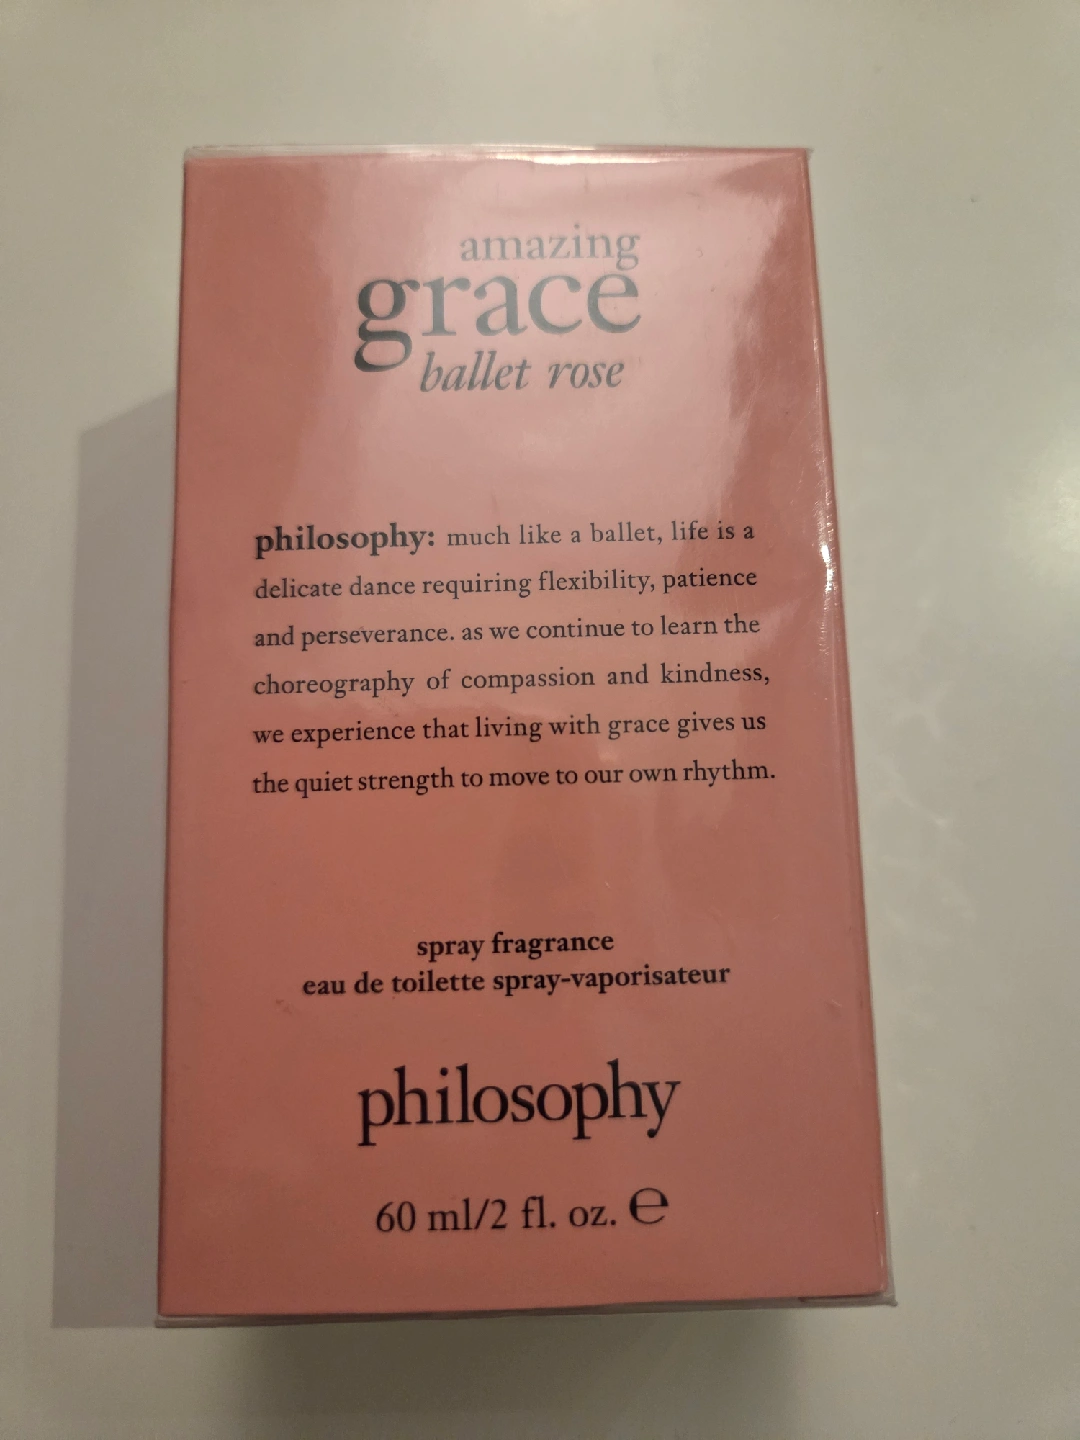 amazing
grace
ballet rose
philosophy: much like a ballet, life is a
delicate dance requiring flexibility, patience
and perseverance. as we continue to learn the
choreography of compassion and kindness,
we experience that living with grace gives us
the quiet strength to move to our own rhythm.
spray fragrance
eau de toilette spray-vaporisateur
philosophy
60 ml/2 fl. oz. ℮